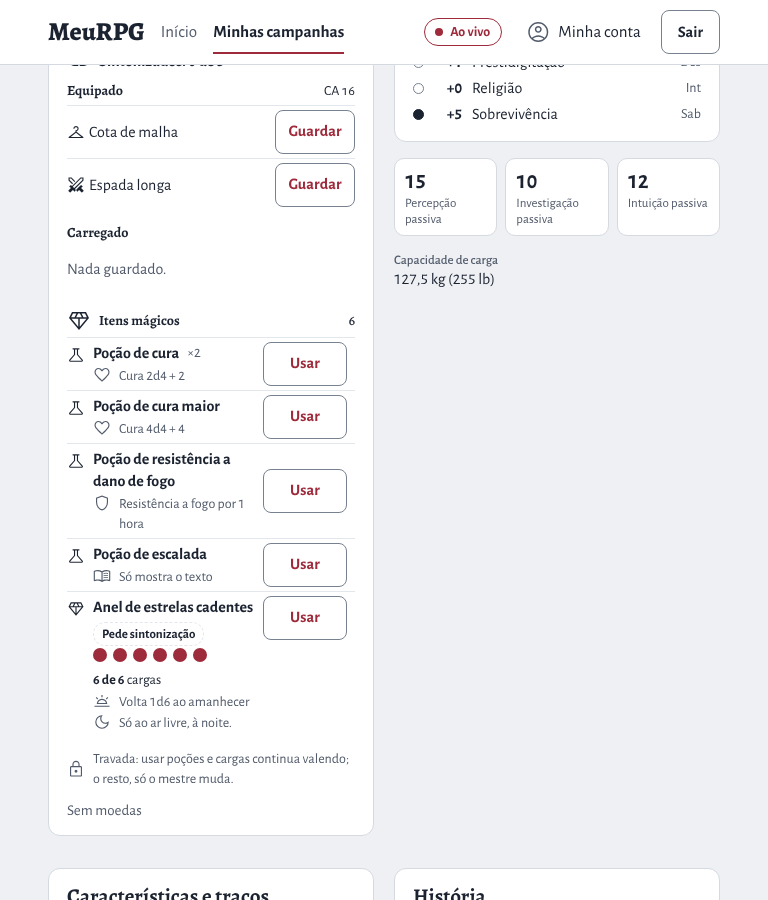 MeuRPG
Início
Minhas campanhas
Ao vivo
Minha conta
Sair
Equipado
CA 16
Cota de malha
Guardar
Espada longa
Guardar
Carregado
Nada guardado.
Itens mágicos
6
Poção de cura ×2
Cura 2d4 + 2
Usar
Poção de cura maior
Cura 4d4 + 4
Usar
Poção de resistência a
dano de fogo
Resistência a fogo por 1
hora
Usar
Poção de escalada
Só mostra o texto
Usar
Anel de estrelas cadentes
Usar
Pede sintonização
6 de 6 cargas
Volta 1d6 ao amanhecer
Só ao ar livre, à noite.
Travada: usar poções e cargas continua valendo;
o resto, só o mestre muda.
Sem moedas
Prestidigitação
+0 Religião Int
+5 Sobrevivência Sab
15
Percepção
passiva
10
Investigação
passiva
12
Intuição passiva
Capacidade de carga
127,5 kg (255 lb)
Características e traços
História